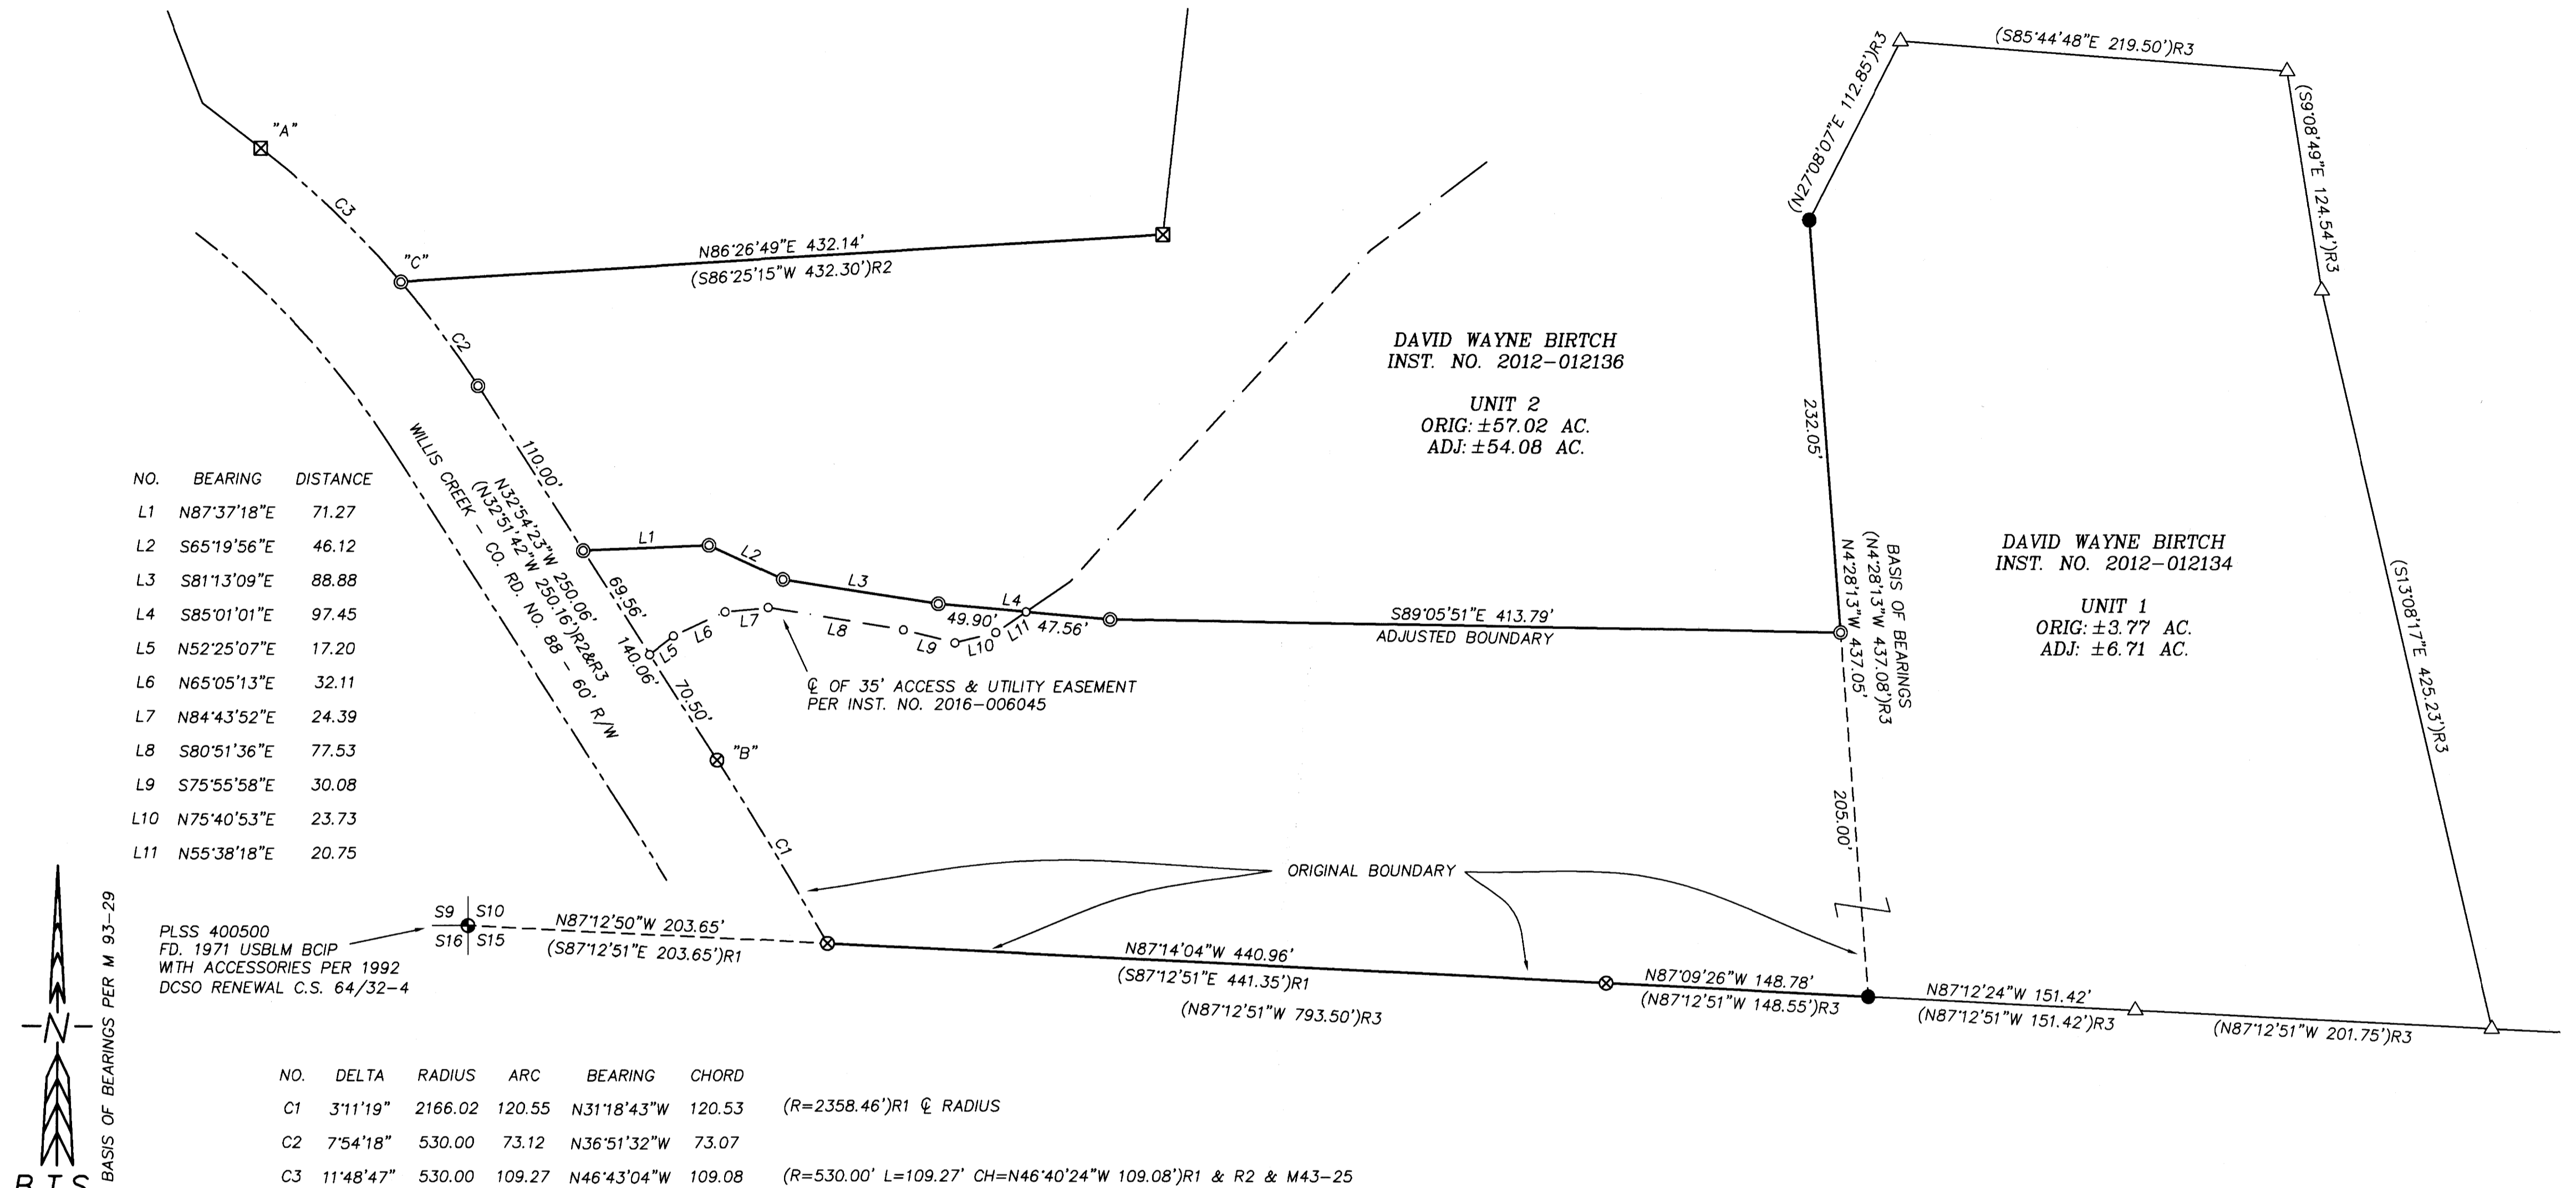 (S85°44'48"E 219.50')R3
(N27°08'07"E 112.85')R3
(S9°08'49"E 124.54')R3
"A"
C3
"C"
N86°26'49"E 432.14'
(S86°25'15"W 432.30')R2
C2
DAVID WAYNE BIRTCH
INST. NO. 2012-012136
UNIT 2
ORIG: ±57.02 AC.
ADJ: ±54.08 AC.
232.05'
110.00'
N32°54'23"W 250.06'
(N32°51'42"W 250.16')R2&R3
WILLIS CREEK - CO. RD. NO. 88 - 60' R/W
NO. BEARING DISTANCE
L1 N87°37'18"E 71.27
L2 S65°19'56"E 46.12
L3 S81°13'09"E 88.88
L4 S85°01'01"E 97.45
L5 N52°25'07"E 17.20
L6 N65°05'13"E 32.11
L7 N84°43'52"E 24.39
L8 S80°51'36"E 77.53
L9 S75°55'58"E 30.08
L10 N75°40'53"E 23.73
L11 N55°38'18"E 20.75
L1
L2
L3
L4
69.56'
140.06'
70.50'
L5
L6
L7
L8
L9
L10
L11
49.90'
47.56'
S89°05'51"E 413.79'
ADJUSTED BOUNDARY
BASIS OF BEARINGS
(N4°28'13"W 437.08')R3
N4°28'13"W 437.05'
DAVID WAYNE BIRTCH
INST. NO. 2012-012134
UNIT 1
ORIG: ±3.77 AC.
ADJ: ±6.71 AC.
(S13°08'17"E 425.23')R3
℄ OF 35' ACCESS & UTILITY EASEMENT
PER INST. NO. 2016-006045
"B"
C1
205.00'
ORIGINAL BOUNDARY
S9 S10
S16 S15
PLSS 400500
FD. 1971 USBLM BCIP
WITH ACCESSORIES PER 1992
DCSO RENEWAL C.S. 64/32-4
N87°12'50"W 203.65'
(S87°12'51"E 203.65')R1
N87°14'04"W 440.96'
(S87°12'51"E 441.35')R1
(N87°12'51"W 793.50')R3
N87°09'26"W 148.78'
(N87°12'51"W 148.55')R3
N87°12'24"W 151.42'
(N87°12'51"W 151.42')R3
(N87°12'51"W 201.75')R3
N
BASIS OF BEARINGS PER M 93-29
NO. DELTA RADIUS ARC BEARING CHORD
C1 3°11'19" 2166.02 120.55 N31°18'43"W 120.53 (R=2358.46')R1 ℄ RADIUS
C2 7°54'18" 530.00 73.12 N36°51'32"W 73.07
C3 11°48'47" 530.00 109.27 N46°43'04"W 109.08 (R=530.00' L=109.27' CH=N46°40'24"W 109.08')R1 & R2 & M43-25